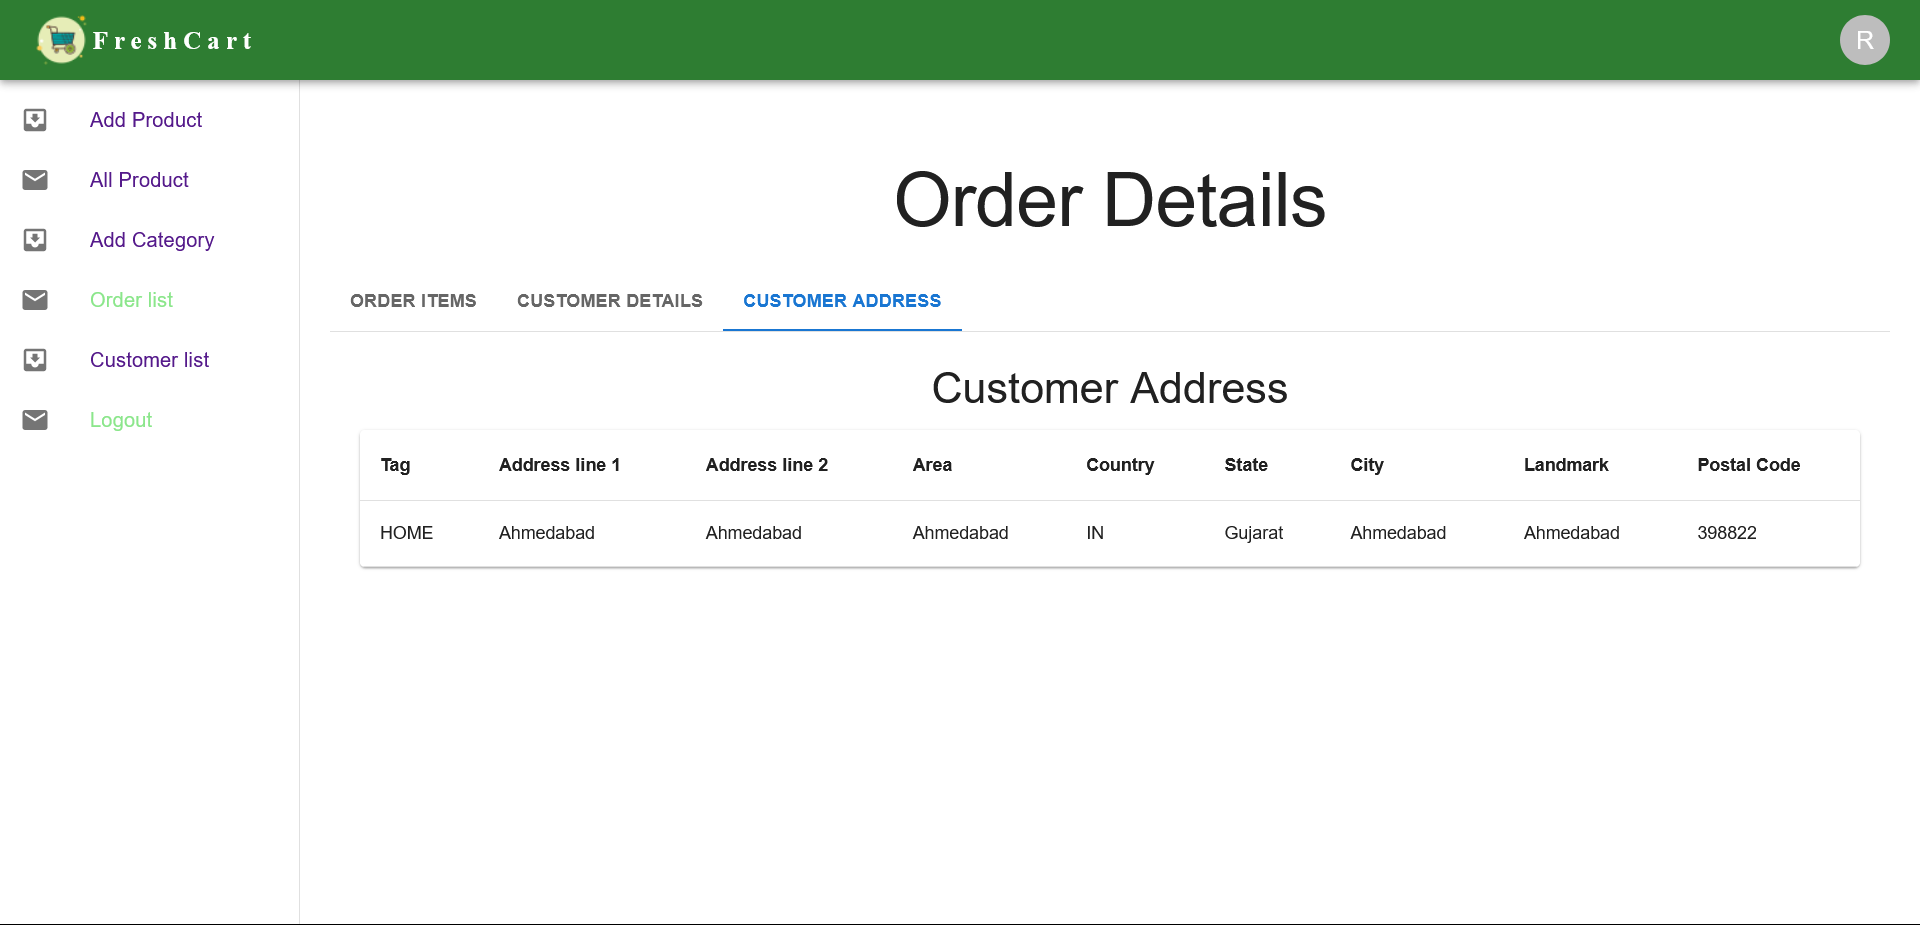 FreshCart
R
Add Product
All Product
Add Category
Order list
Customer list
Logout
Order Details
ORDER ITEMS CUSTOMER DETAILS CUSTOMER ADDRESS
Customer Address
Tag Address line 1 Address line 2 Area Country State City Landmark Postal Code
HOME Ahmedabad Ahmedabad Ahmedabad IN Gujarat Ahmedabad Ahmedabad 398822